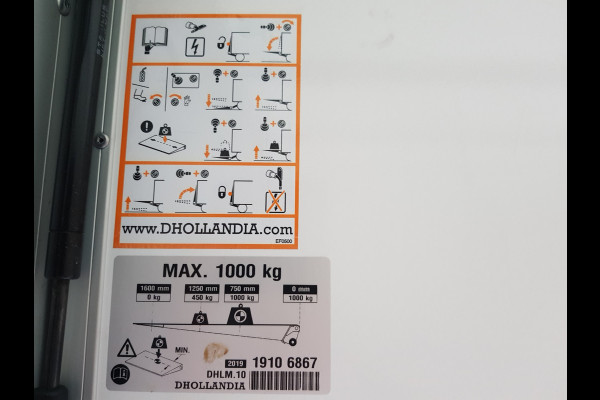 www.DHOLLANDIA.com
EF0500
MAX. 1000 kg
1600 mm 1250 mm 750 mm 0 mm
0 kg 450 kg 1000 kg 1000 kg
MIN.
2019 1910 6867
DHLM.10
DHOLLANDIA